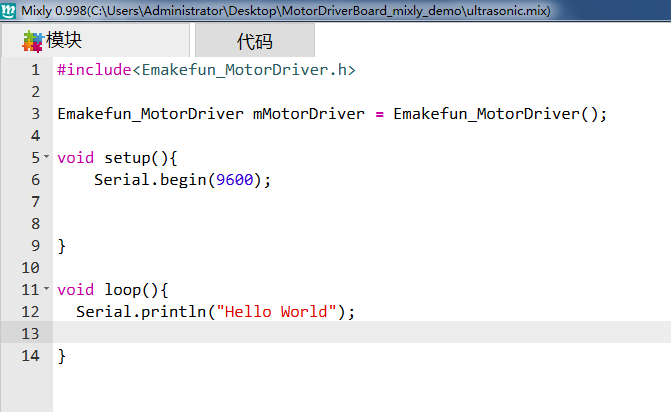 Mixly 0.998(C:\Users\Administrator\Desktop\MotorDriverBoard_mixly_demo\ultrasonic.mix)
模块 代码
1 #include<Emakefun_MotorDriver.h>
2
3 Emakefun_MotorDriver mMotorDriver = Emakefun_MotorDriver();
4
5 void setup(){
6     Serial.begin(9600);
7
8
9 }
10
11 void loop(){
12   Serial.println("Hello World");
13
14 }